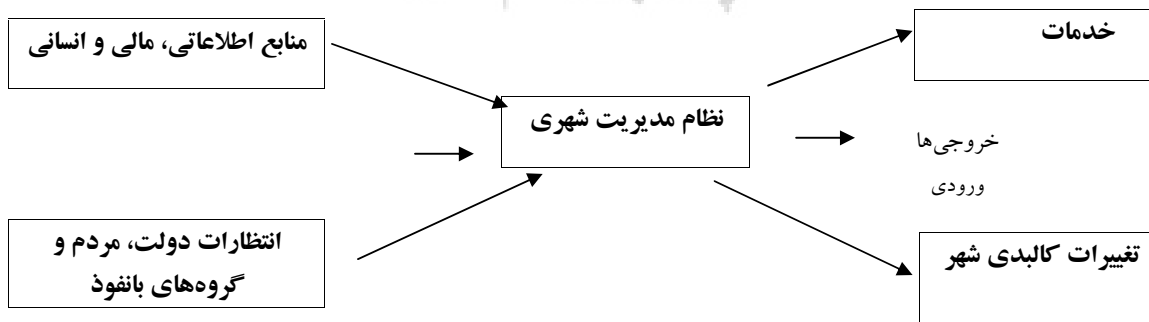 خدمات
منابع اطلاعاتی، مالی و انسانی
نظام مدیریت شهری
خروجی‌ها
ورودی
انتظارات دولت، مردم و
گروه‌های بانفوذ
تغییرات کالبدی شهر